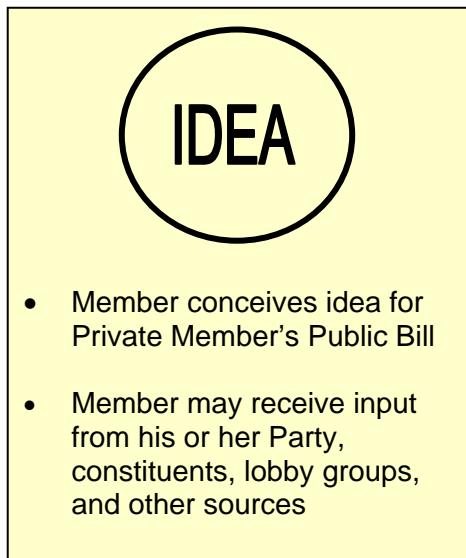 IDEA
• Member conceives idea for
Private Member’s Public Bill
• Member may receive input
from his or her Party,
constituents, lobby groups,
and other sources